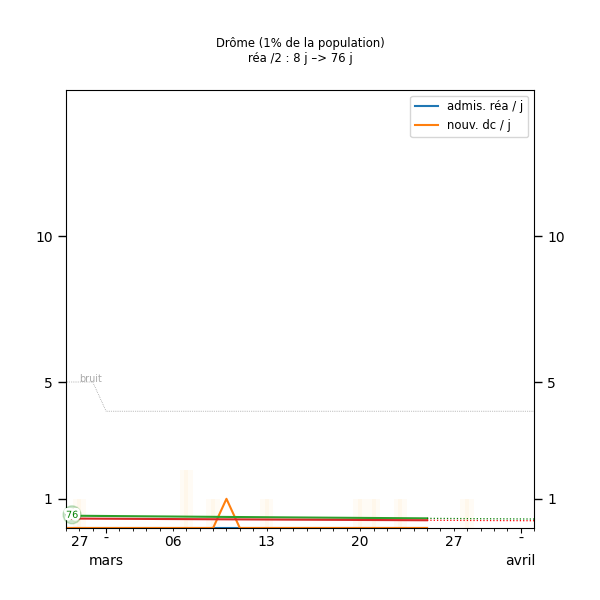 Drôme (1% de la population)
réa /2 : 8 j –> 76 j
admis. réa / j
nouv. dc / j
10
10
bruit
5
5
1
1
76
27 - 06 13 20 27 -
mars avril